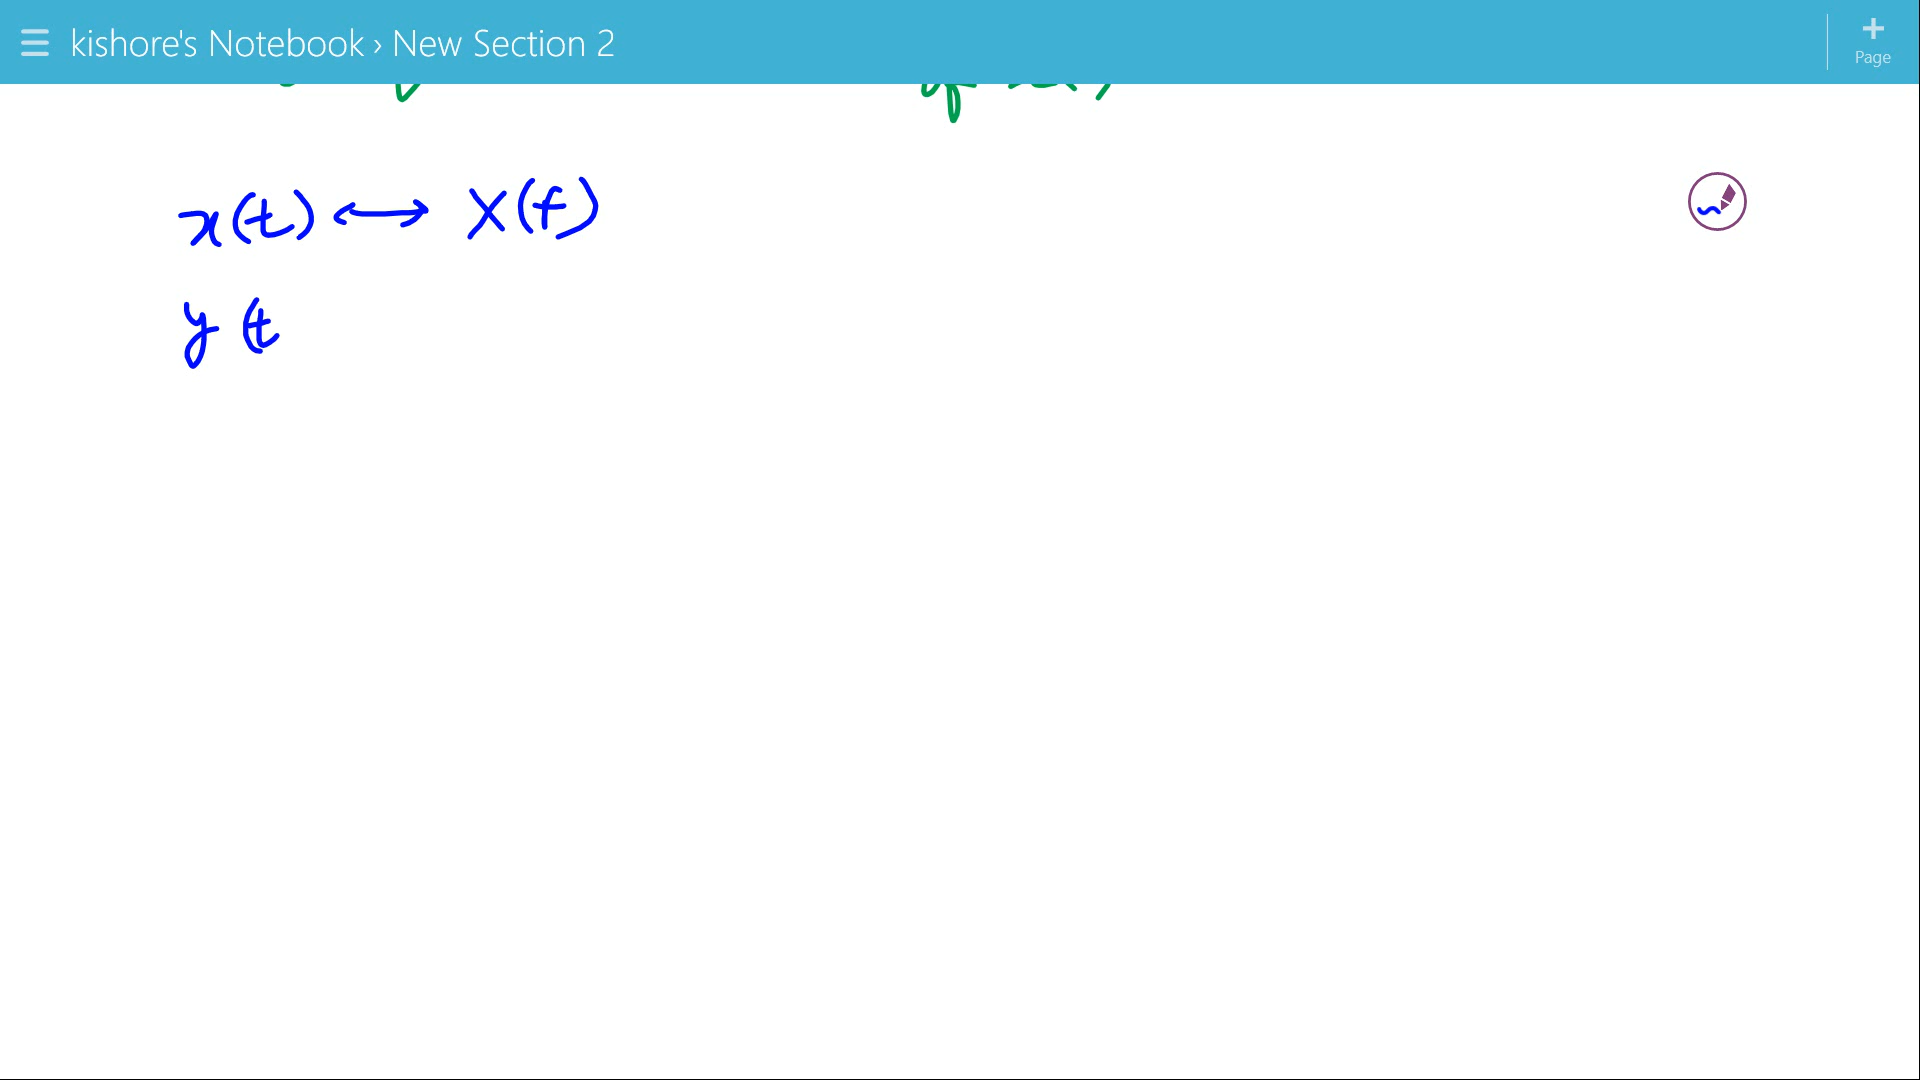 kishore's Notebook › New Section 2
Page
x(t) ↔ X(f)
y (t